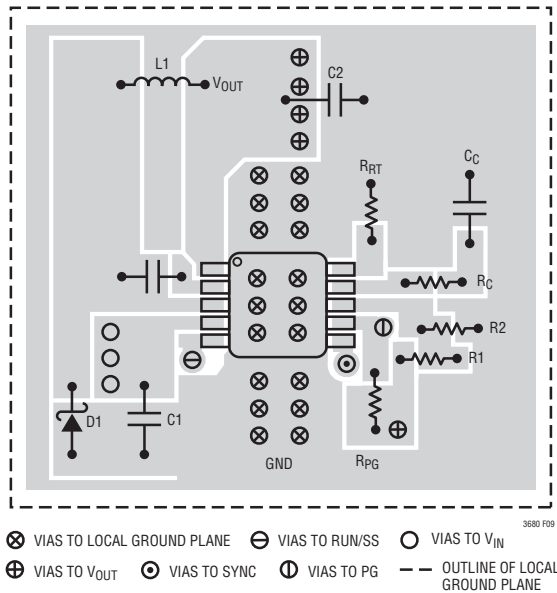 L1
VOUT
C2
RRT
CC
RC
R2
R1
D1
C1
GND
RPG
3680 F09
VIAS TO LOCAL GROUND PLANE
VIAS TO RUN/SS
VIAS TO VIN
VIAS TO VOUT
VIAS TO SYNC
VIAS TO PG
OUTLINE OF LOCAL
GROUND PLANE